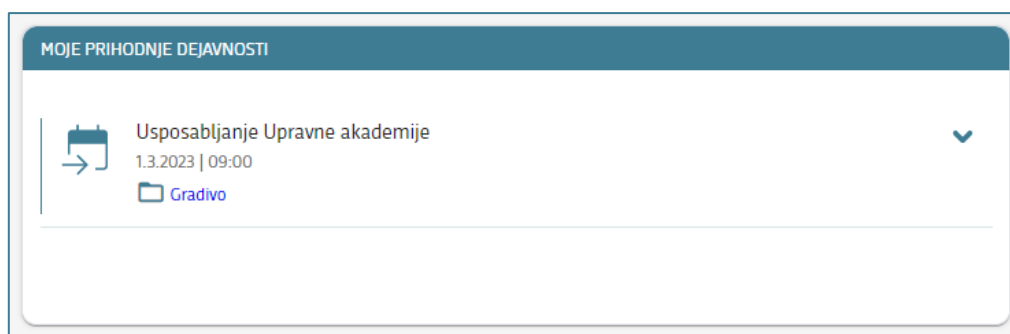 MOJE PRIHODNJE DEJAVNOSTI
Usposabljanje Upravne akademije
1.3.2023 | 09:00
Gradivo